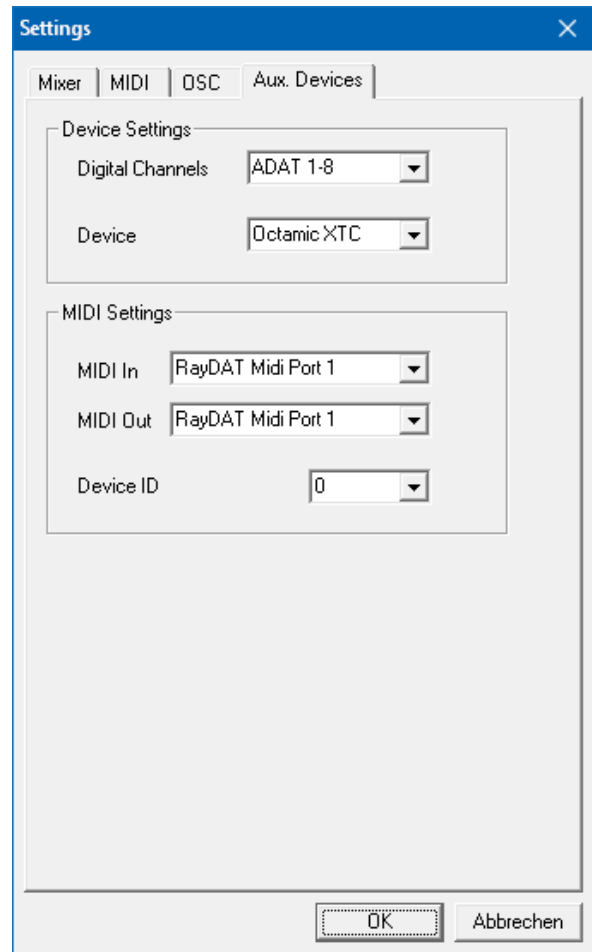 Settings
Mixer MIDI OSC Aux. Devices
Device Settings
Digital Channels ADAT 1-8
Device Octamic XTC
MIDI Settings
MIDI In RayDAT Midi Port 1
MIDI Out RayDAT Midi Port 1
Device ID 0
OK Abbrechen